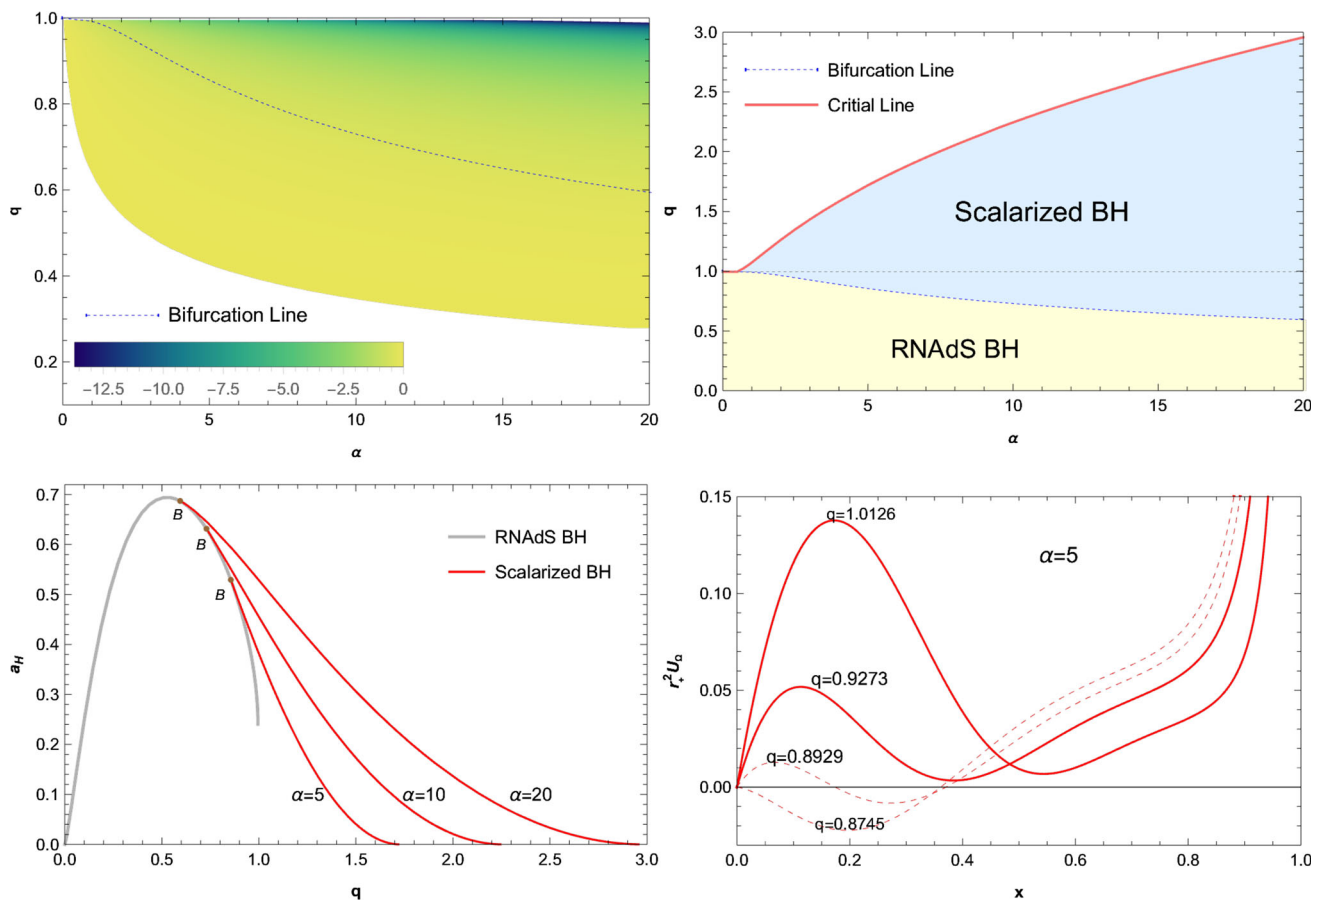 1.0
0.8
0.6
0.4
0.2
q
Bifurcation Line
−12.5 −10.0 −7.5 −5.0 −2.5 0
0 5 10 15 20
α
3.0
2.5
2.0
1.5
1.0
0.5
0.0
q
Bifurcation Line
Critial Line
Scalarized BH
RNAdS BH
0 5 10 15 20
α
0.7
0.6
0.5
0.4
0.3
0.2
0.1
0.0
aH
RNAdS BH
Scalarized BH
B
B
B
α=5 α=10 α=20
0.0 0.5 1.0 1.5 2.0 2.5 3.0
q
0.15
0.10
0.05
0.00
r₊²UΩ
q=1.0126
α=5
q=0.9273
q=0.8929
q=0.8745
0.0 0.2 0.4 0.6 0.8 1.0
x